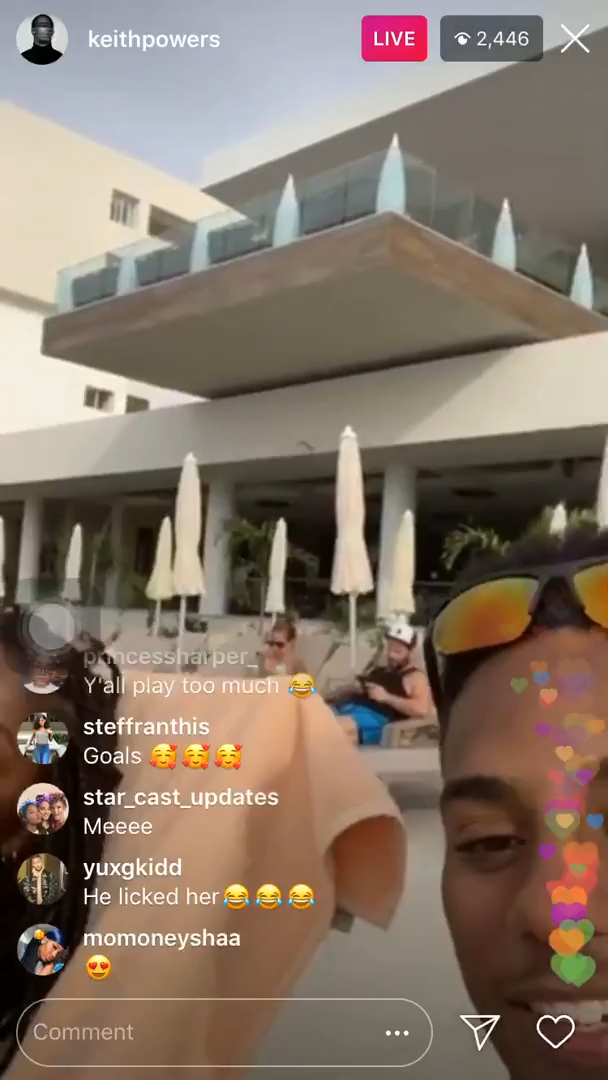 keithpowers
LIVE
2,446
princessharper_
Y'all play too much 😂
steffranthis
Goals 🥰🥰🥰
star_cast_updates
Meeee
yuxgkidd
He licked her😂😂😂
momoneyshaa
😍
Comment